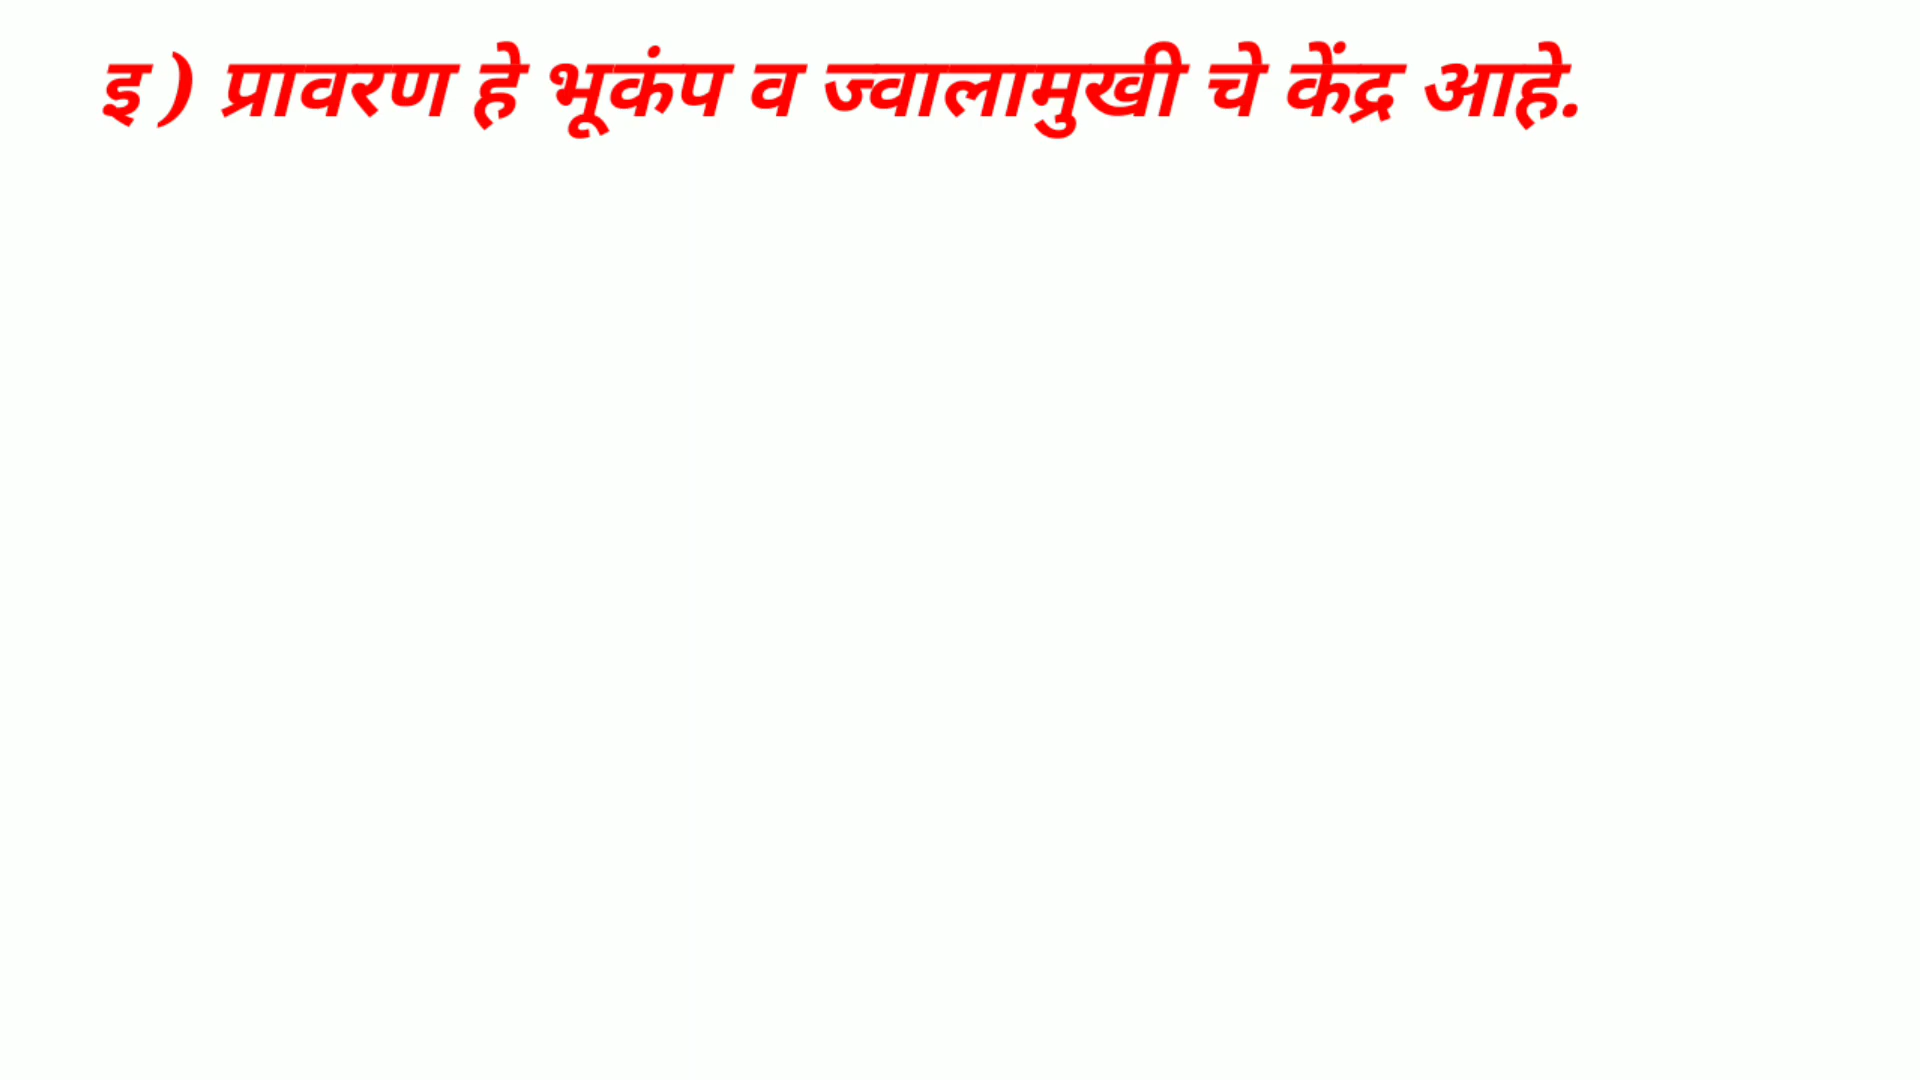 इ ) प्रावरण हे भूकंप व ज्वालामुखी चे केंद्र आहे.